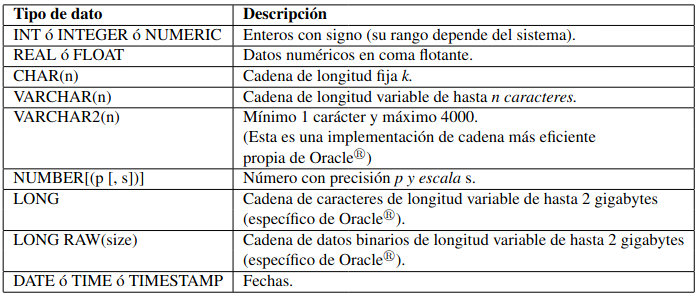 Tipo de dato Descripción
INT ó INTEGER ó NUMERIC Enteros con signo (su rango depende del sistema).
REAL ó FLOAT Datos numéricos en coma flotante.
CHAR(n) Cadena de longitud fija k.
VARCHAR(n) Cadena de longitud variable de hasta n caracteres.
VARCHAR2(n) Mínimo 1 carácter y máximo 4000.
(Esta es una implementación de cadena más eficiente
propia de Oracle®)
NUMBER[(p [, s])] Número con precisión p y escala s.
LONG Cadena de caracteres de longitud variable de hasta 2 gigabytes
(específico de Oracle®).
LONG RAW(size) Cadena de datos binarios de longitud variable de hasta 2 gigabytes
(específico de Oracle®).
DATE ó TIME ó TIMESTAMP Fechas.